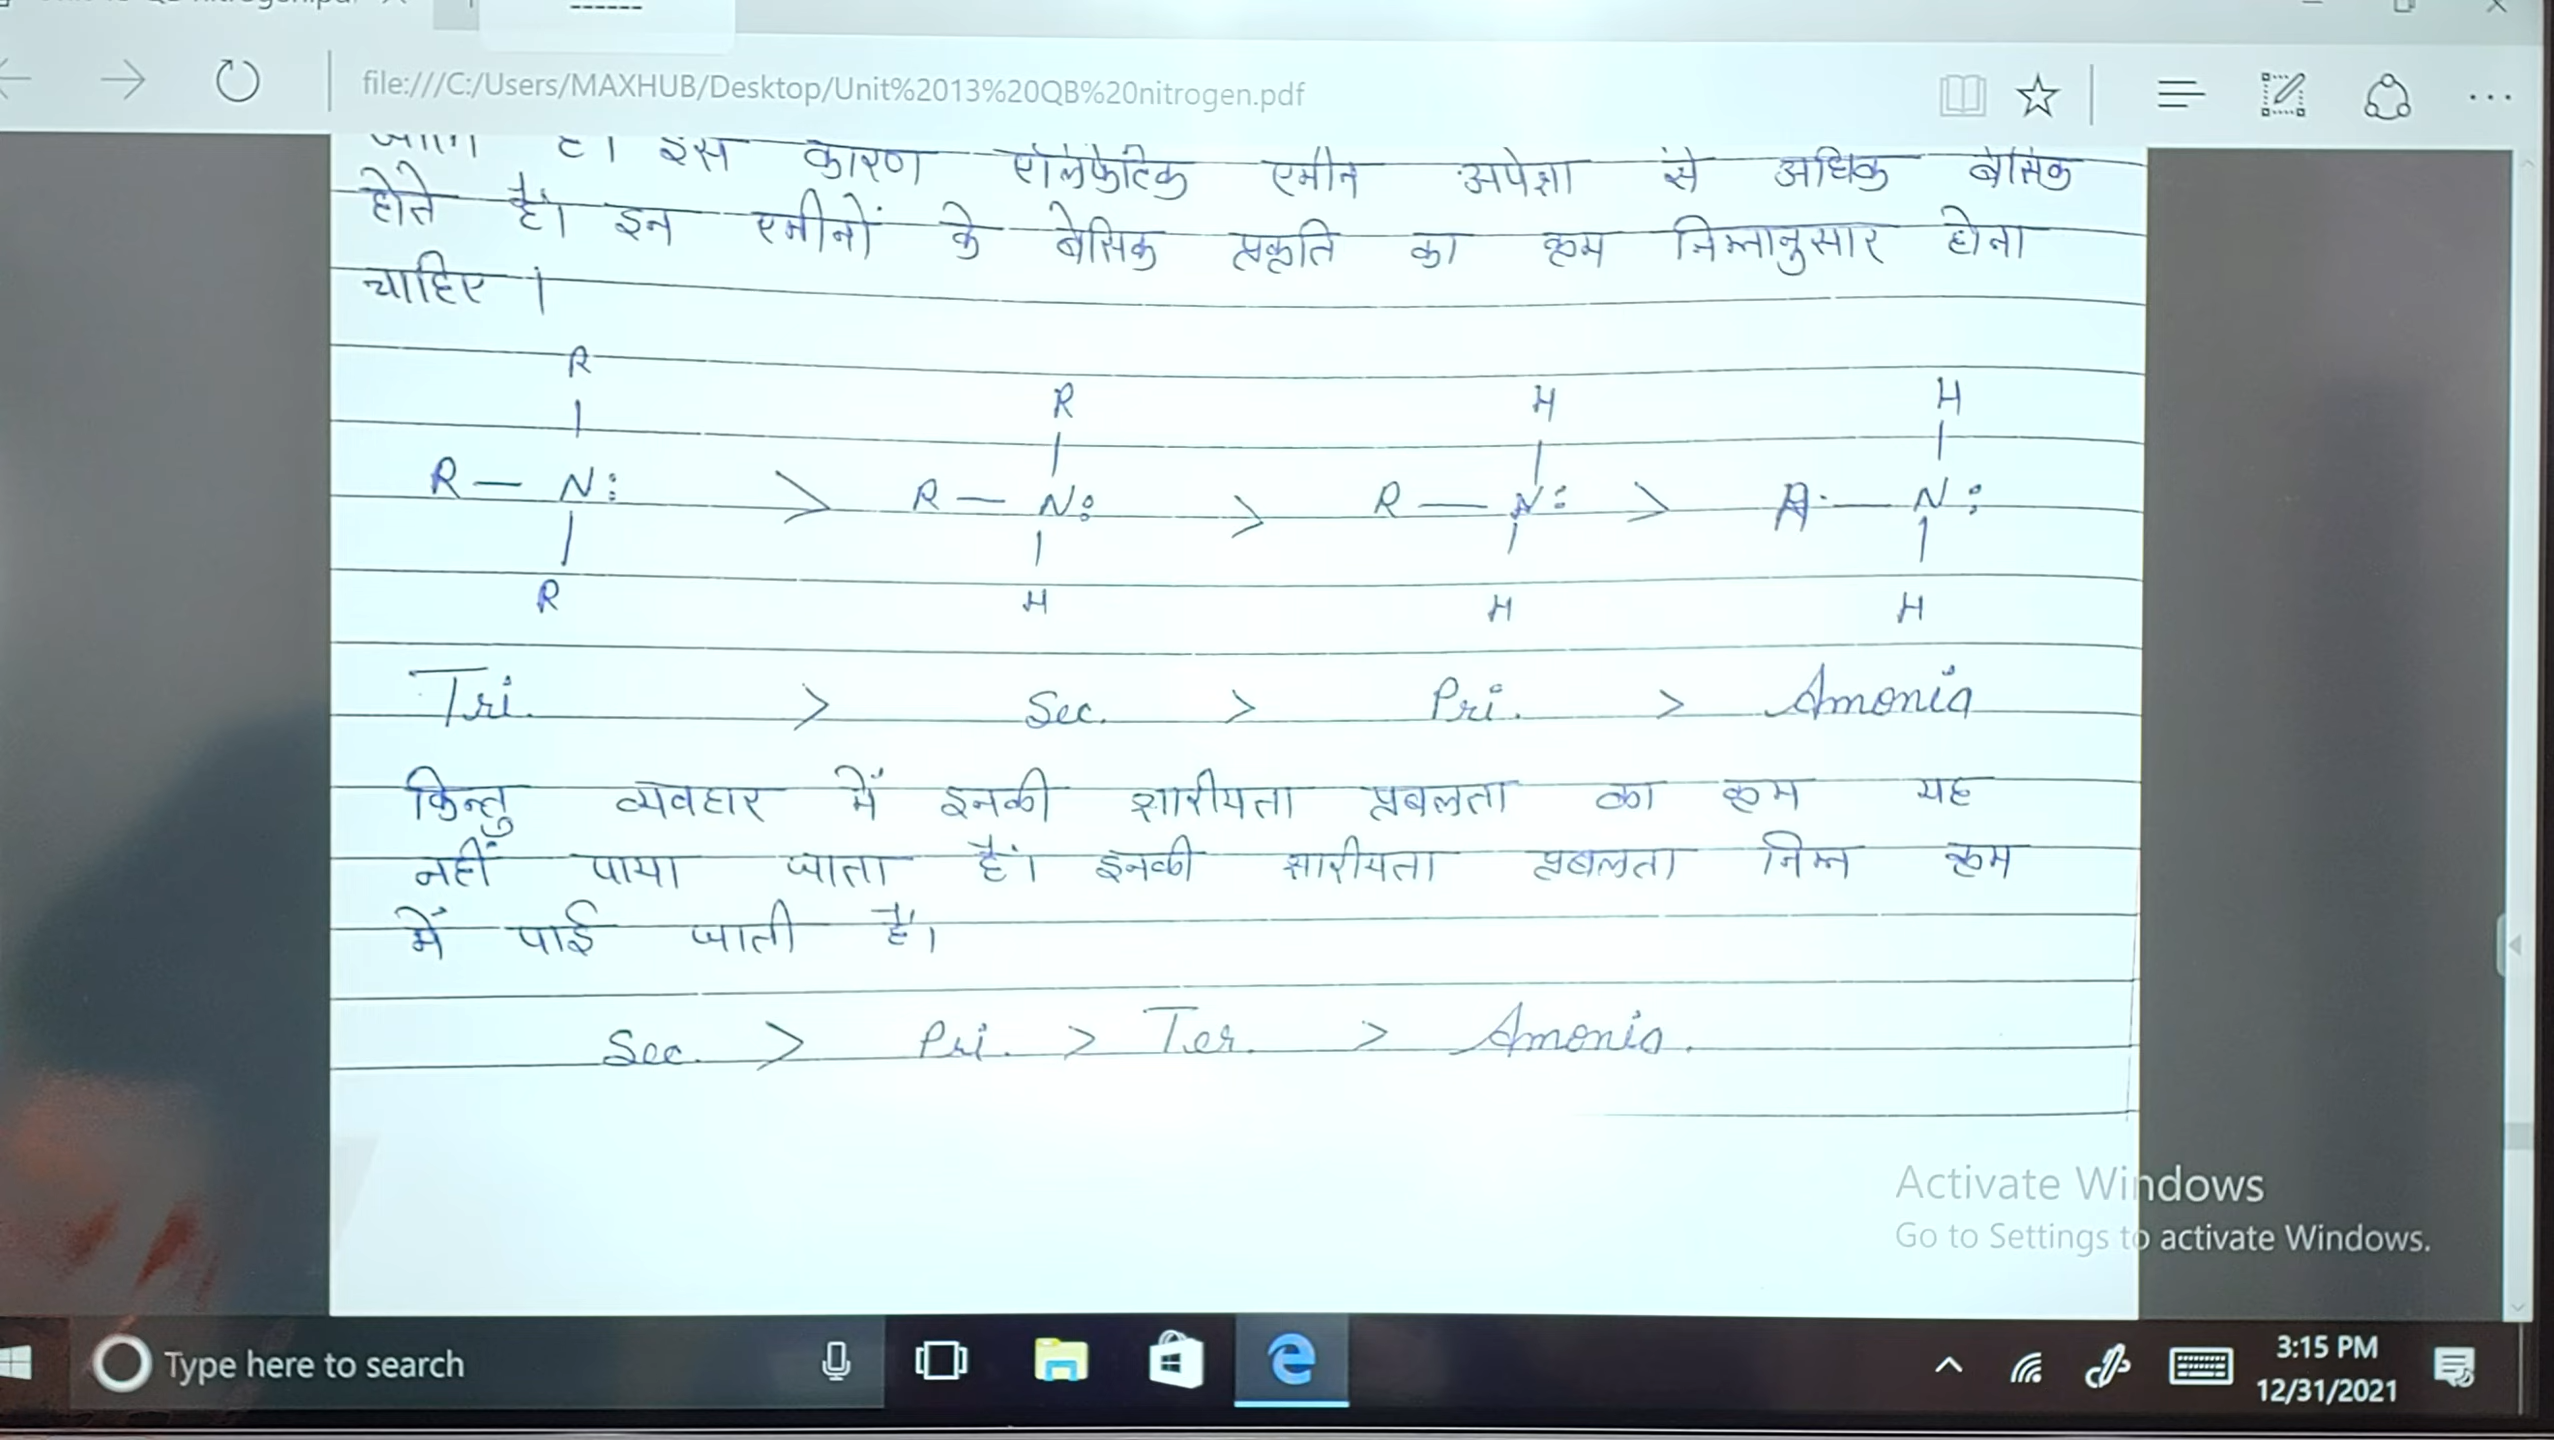 file:///C:/Users/MAXHUB/Desktop/Unit%2013%20QB%20nitrogen.pdf
है। इस कारण एमीन अपेक्षा से अधिक बेसिक
होते हैं। इन एमीनों के बेसिक प्रकृति का क्रम निम्नानुसार होना
चाहिए।
R R H H
R — N: > R — N: > R — N: > H — N:
R H H H
Tri. > Sec. > Pri. > Amonia
किन्तु व्यवहार में इनकी क्षारीयता प्रबलता का क्रम यह
नहीं पाया जाता हैं। इनकी क्षारीयता प्रबलता निम्न क्रम
में पाई जाती है।
Sec. > Pri. > Ter. > Amonia.
Activate Windows
Go to Settings to activate Windows.
Type here to search
3:15 PM
12/31/2021